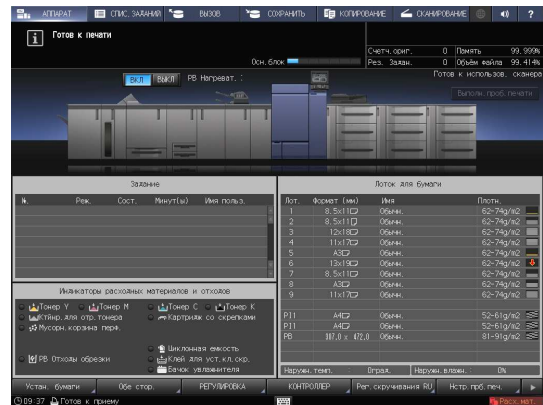 АППАРАТ СПИС. ЗАДАНИЙ ВЫЗОВ СОХРАНИТЬ КОПИРОВАНИЕ СКАНИРОВАНИЕ ?
Готов к печати
Счетч.ориг. 0 Память 99.999%
Осн.блок Рез. Задан. 0 Объём файла 99.414%
Готов к использов. сканера
ВКЛ ВЫКЛ PB Нагреват. :
Выполн.проб.печати
Задание
№. Реж. Сост. Минут(ы) Имя польз.
Лоток для бумаги
Лот. Формат (мм) Имя Плотн.
1 8.5x11 Обычн. 62-74g/m2
2 8.5x11 Обычн. 62-74g/m2
3 12x18 Обычн. 62-74g/m2
4 11x17 Обычн. 62-74g/m2
5 A3 Обычн. 62-74g/m2
6 13x19 Обычн. 62-74g/m2
7 8.5x11 Обычн. 62-74g/m2
8 A3 Обычн. 62-74g/m2
9 11x17 Обычн. 62-74g/m2
PI1 A4 Обычн. 52-61g/m2
PI1 A4 Обычн. 52-61g/m2
PB 307,0 x 472,0 Обычн. 81-91g/m2
Наружн. темп. Отрак. Наружн.влажн. 0%
Индикаторы расходных материалов и отходов
Тонер Y Тонер M Тонер C Тонер K
Ктйнр.для отр.тонера Картридж со скрепками
Мусорн.корзина перф.
Циклонная емкость
PB Отходы обрезки Клей для уст.кл.скр.
Бачок увлажнителя
Устан. бумаги Обе стор. РЕГУЛИРОВКА КОНТРОЛЛЕР Рег.скручивания RU Нстр.прб.печ.
09:37 Готов к приему Расх.мат.